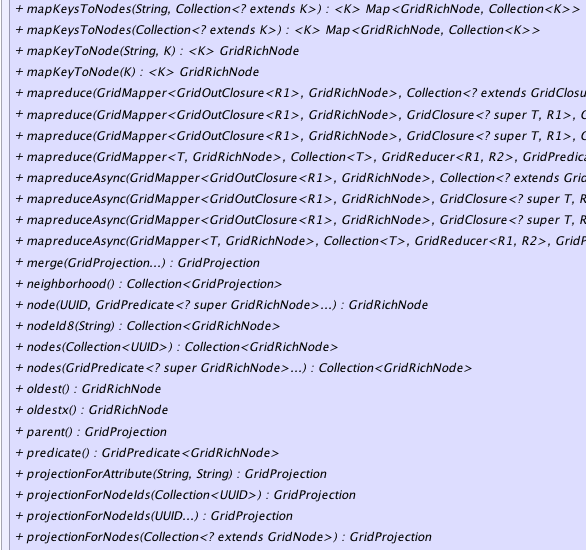 + mapKeysToNodes(String, Collection<? extends K>) : <K> Map<GridRichNode, Collection<K>>
+ mapKeysToNodes(Collection<? extends K>) : <K> Map<GridRichNode, Collection<K>>
+ mapKeyToNode(String, K) : <K> GridRichNode
+ mapKeyToNode(K) : <K> GridRichNode
+ mapreduce(GridMapper<GridOutClosure<R1>, GridRichNode>, Collection<? extends GridClosu
+ mapreduce(GridMapper<GridOutClosure<R1>, GridRichNode>, GridClosure<? super T, R1>, C
+ mapreduce(GridMapper<GridOutClosure<R1>, GridRichNode>, GridClosure<? super T, R1>, C
+ mapreduce(GridMapper<T, GridRichNode>, Collection<T>, GridReducer<R1, R2>, GridPredica
+ mapreduceAsync(GridMapper<GridOutClosure<R1>, GridRichNode>, Collection<? extends Grid
+ mapreduceAsync(GridMapper<GridOutClosure<R1>, GridRichNode>, GridClosure<? super T, R
+ mapreduceAsync(GridMapper<GridOutClosure<R1>, GridRichNode>, GridClosure<? super T, R
+ mapreduceAsync(GridMapper<T, GridRichNode>, Collection<T>, GridReducer<R1, R2>, GridP
+ merge(GridProjection...) : GridProjection
+ neighborhood() : Collection<GridProjection>
+ node(UUID, GridPredicate<? super GridRichNode>...) : GridRichNode
+ nodeId8(String) : Collection<GridRichNode>
+ nodes(Collection<UUID>) : Collection<GridRichNode>
+ nodes(GridPredicate<? super GridRichNode>...) : Collection<GridRichNode>
+ oldest() : GridRichNode
+ oldestx() : GridRichNode
+ parent() : GridProjection
+ predicate() : GridPredicate<GridRichNode>
+ projectionForAttribute(String, String) : GridProjection
+ projectionForNodeIds(Collection<UUID>) : GridProjection
+ projectionForNodeIds(UUID...) : GridProjection
+ projectionForNodes(Collection<? extends GridNode>) : GridProjection